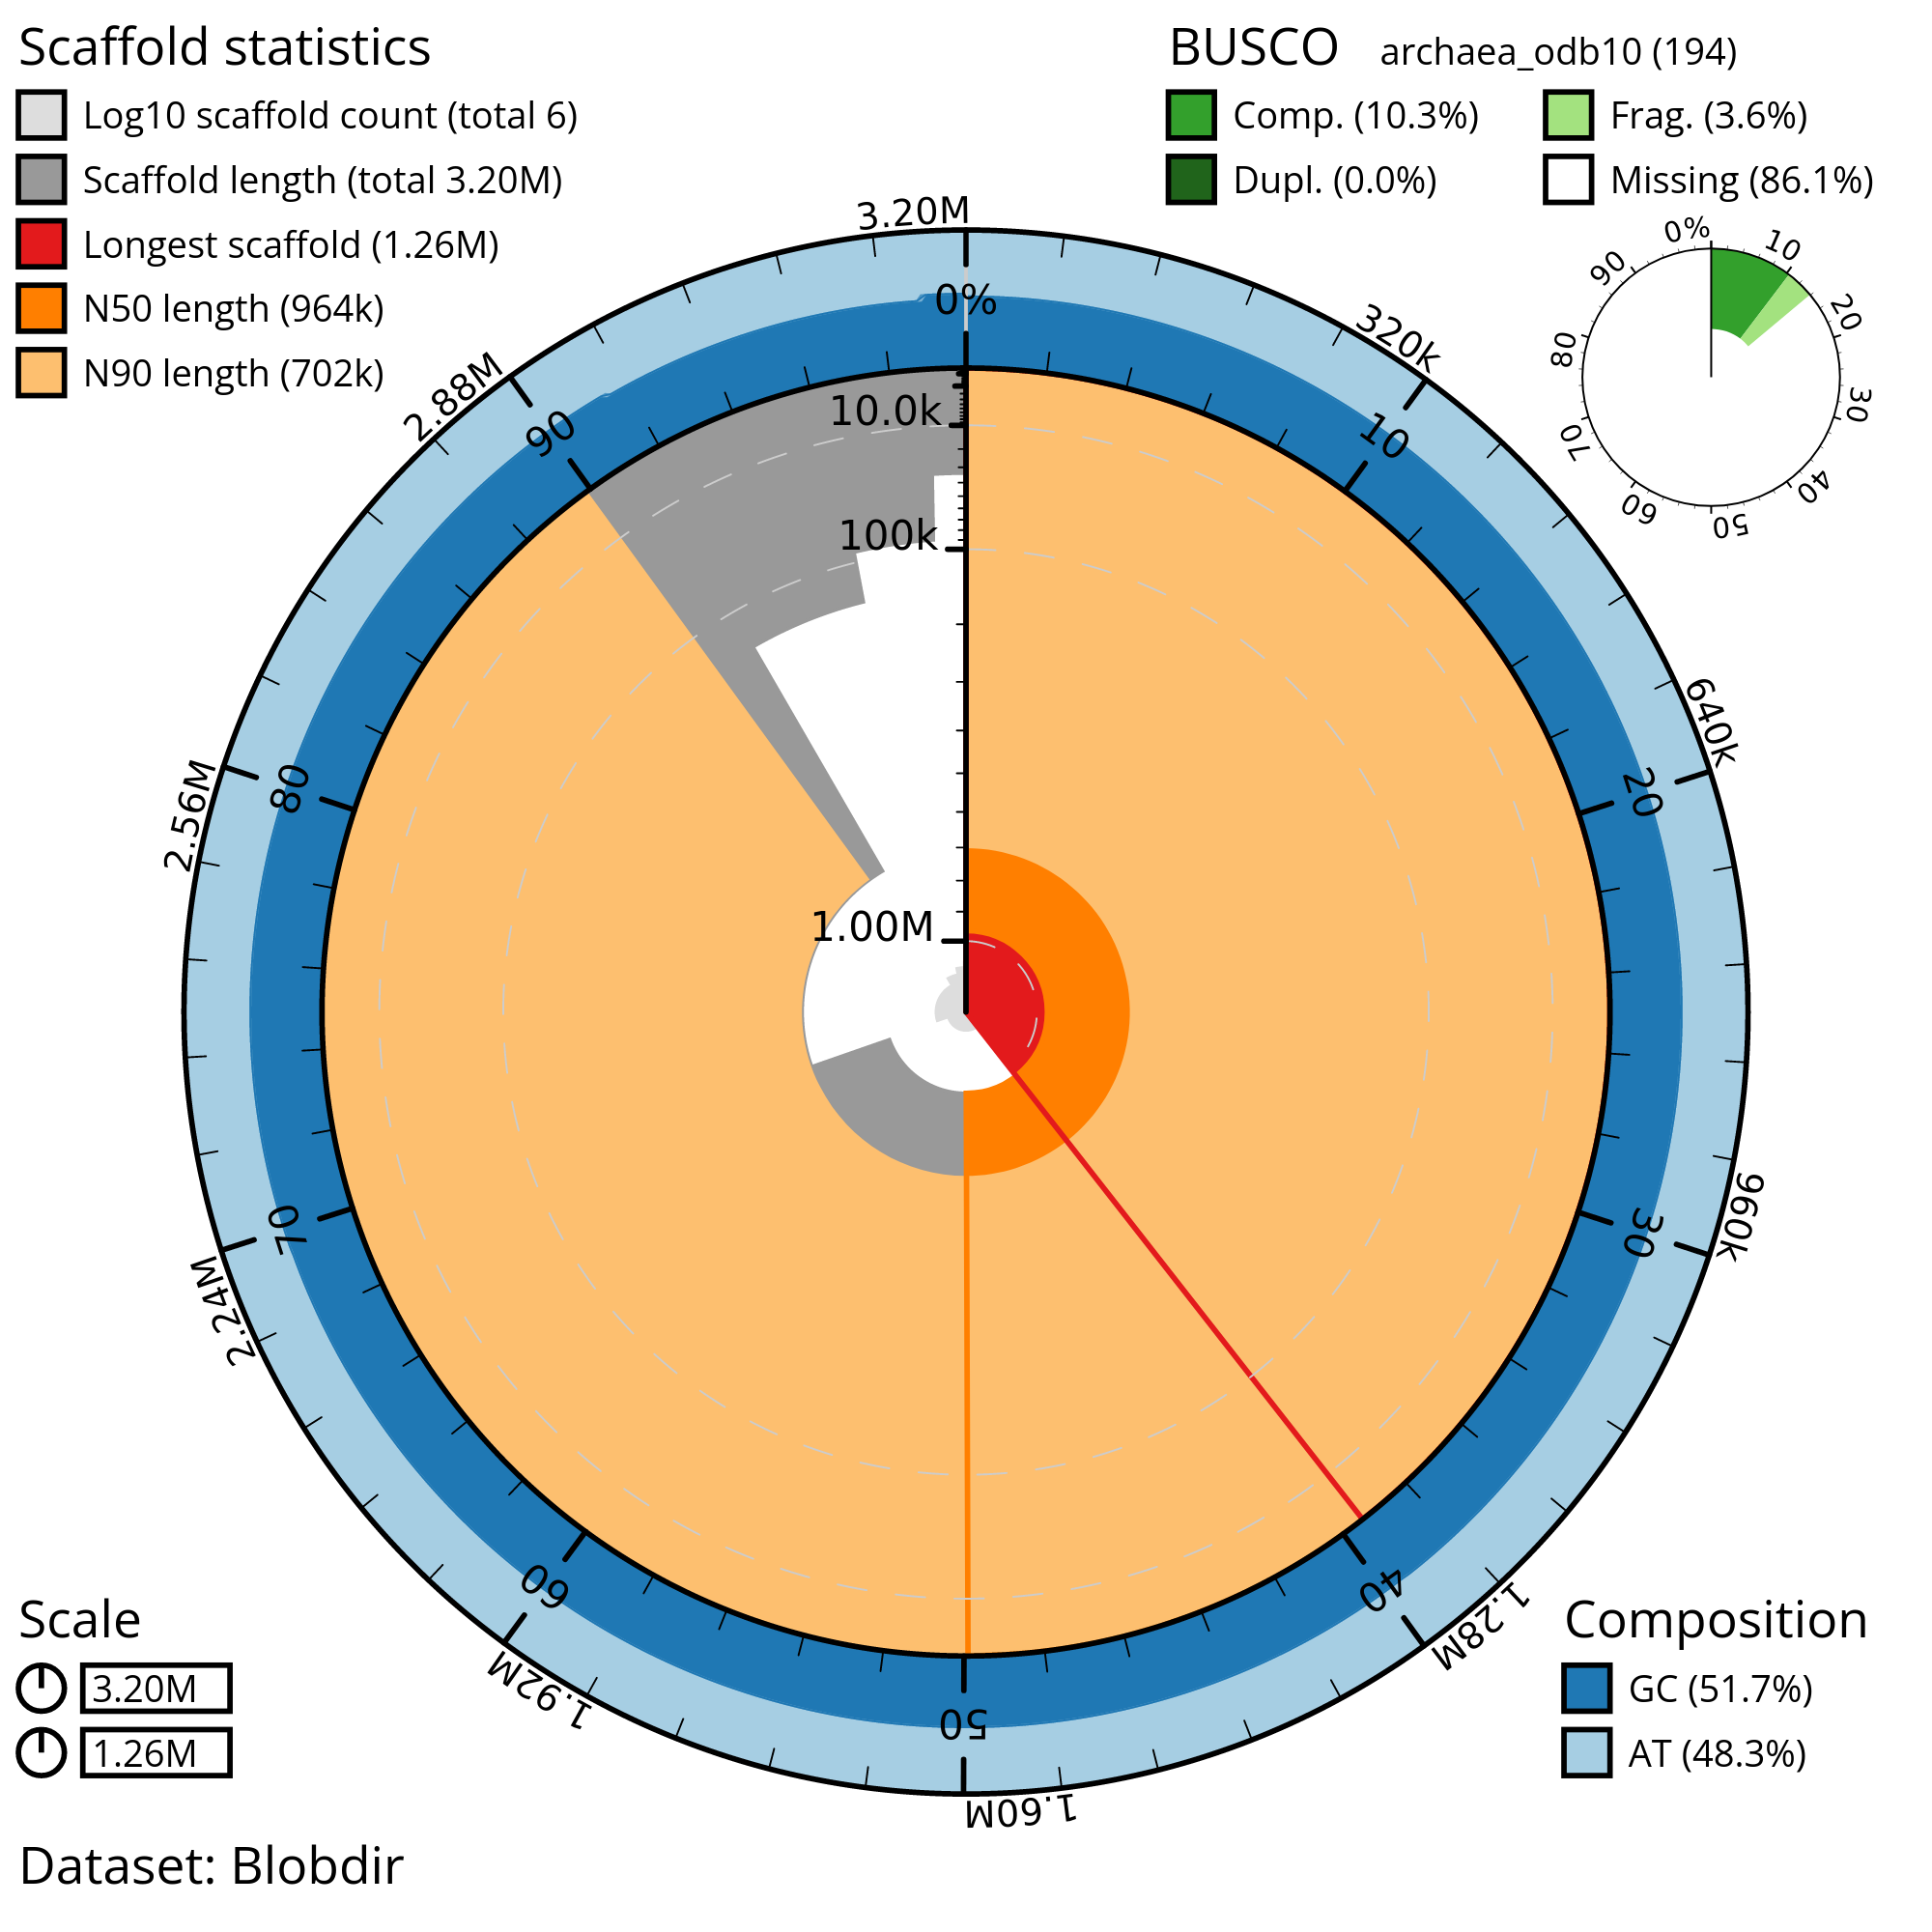 Scaffold statistics
Log10 scaffold count (total 6)
Scaffold length (total 3.20M)
Longest scaffold (1.26M)
N50 length (964k)
N90 length (702k)
BUSCO archaea_odb10 (194)
Comp. (10.3%) Frag. (3.6%)
Dupl. (0.0%) Missing (86.1%)
0%
10
20
30
40
50
60
70
80
90
3.20M
320k
640k
960k
1.28M
1.60M
1.92M
2.24M
2.56M
2.88M
0%
10
20
30
40
50
60
70
80
90
10.0k
100k
1.00M
Scale
3.20M
1.26M
Composition
GC (51.7%)
AT (48.3%)
Dataset: Blobdir